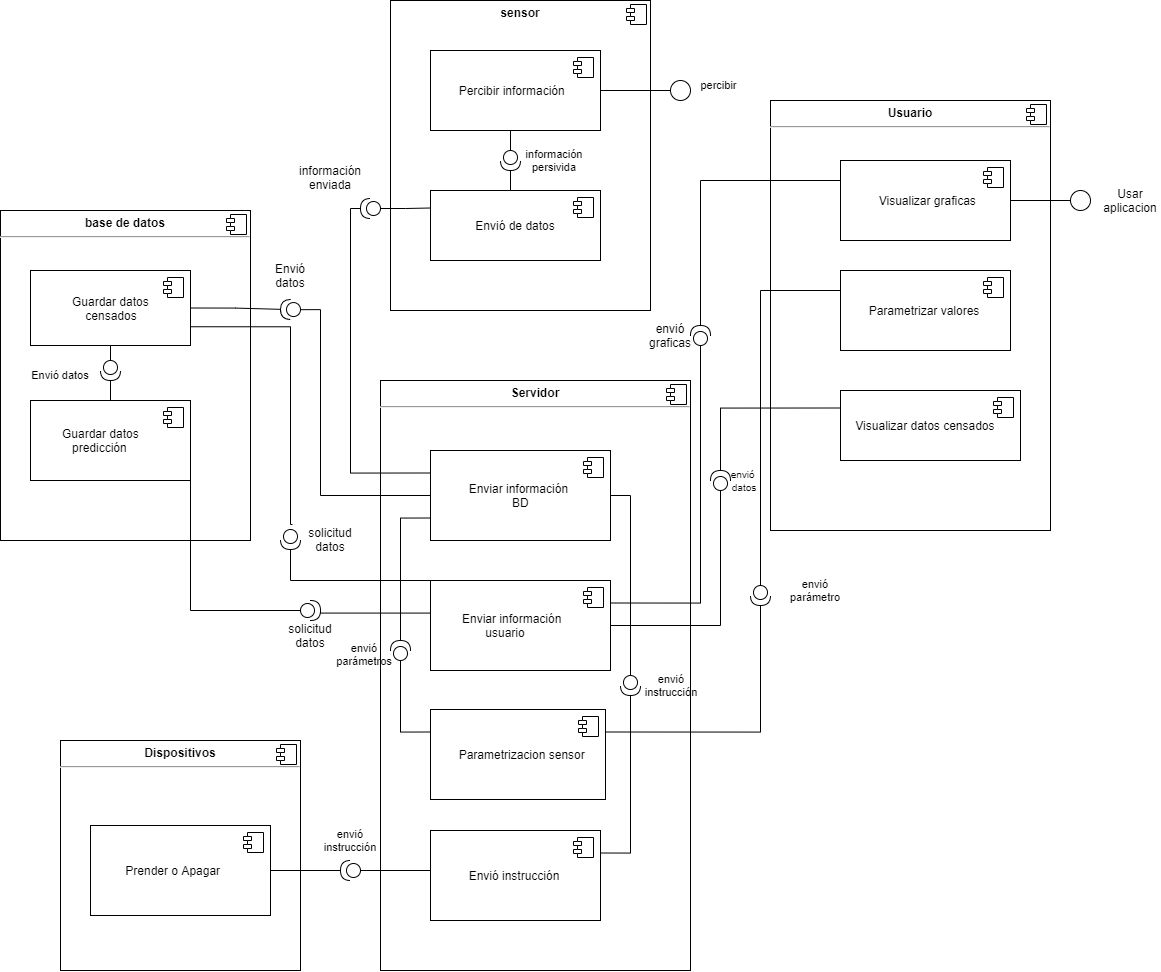 sensor
Percibir información
percibir
información
persivida
Envió de datos
información
enviada
Usuario
Visualizar graficas
Usar
aplicacion
Parametrizar valores
Visualizar datos censados
envió
graficas
envió
datos
envió
parámetro
base de datos
Guardar datos
censados
Envió
datos
Envió datos
Guardar datos
predicción
solicitud
datos
solicitud
datos
Servidor
Enviar información
BD
Enviar información
usuario
envió
parámetros
envió
instrucción
Parametrizacion sensor
Envió instrucción
Dispositivos
Prender o Apagar
envió
instrucción